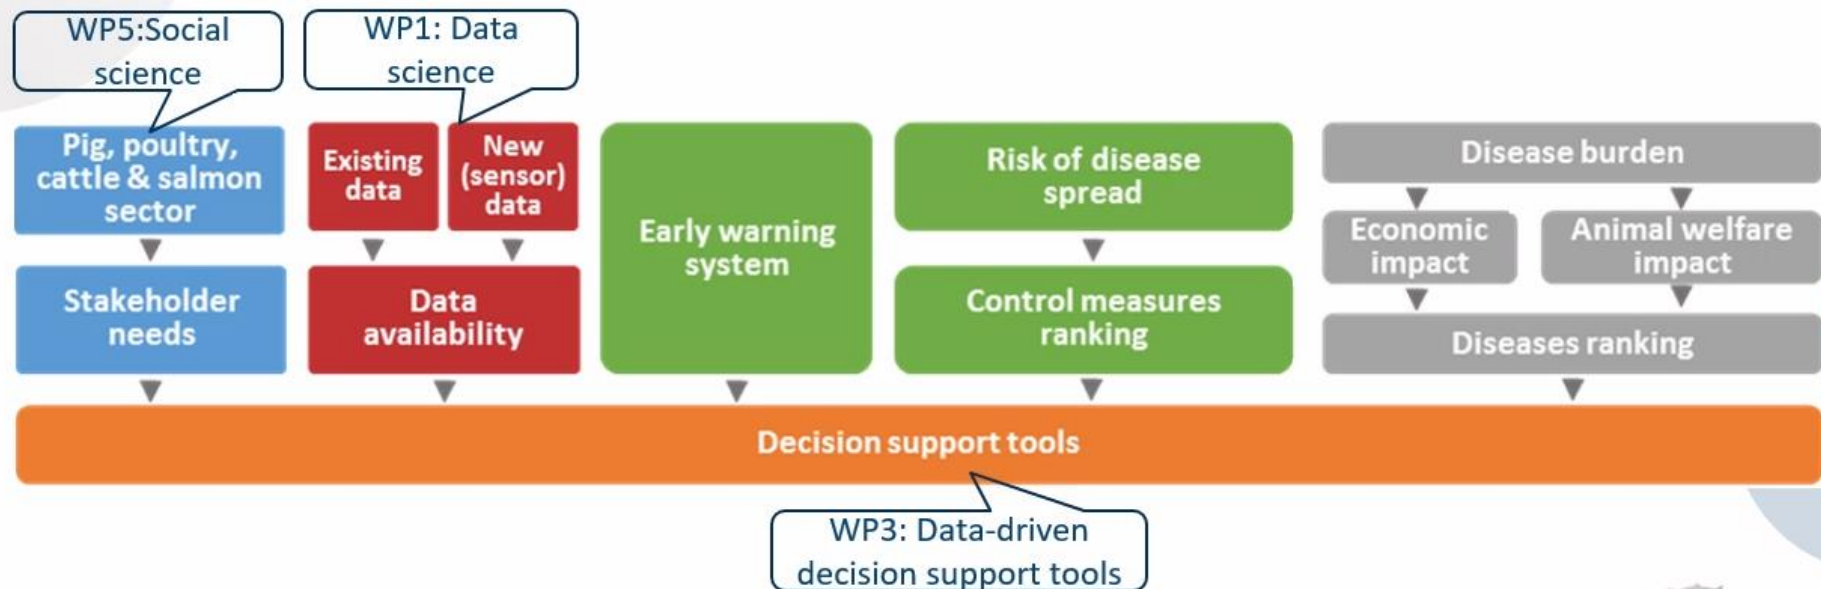 WP5:Social
science
WP1: Data
science
Pig, poultry,
cattle & salmon
sector
Existing
data
New
(sensor)
data
Early warning
system
Risk of disease
spread
Disease burden
Economic
impact
Animal welfare
impact
Stakeholder
needs
Data
availability
Control measures
ranking
Diseases ranking
Decision support tools
WP3: Data-driven
decision support tools